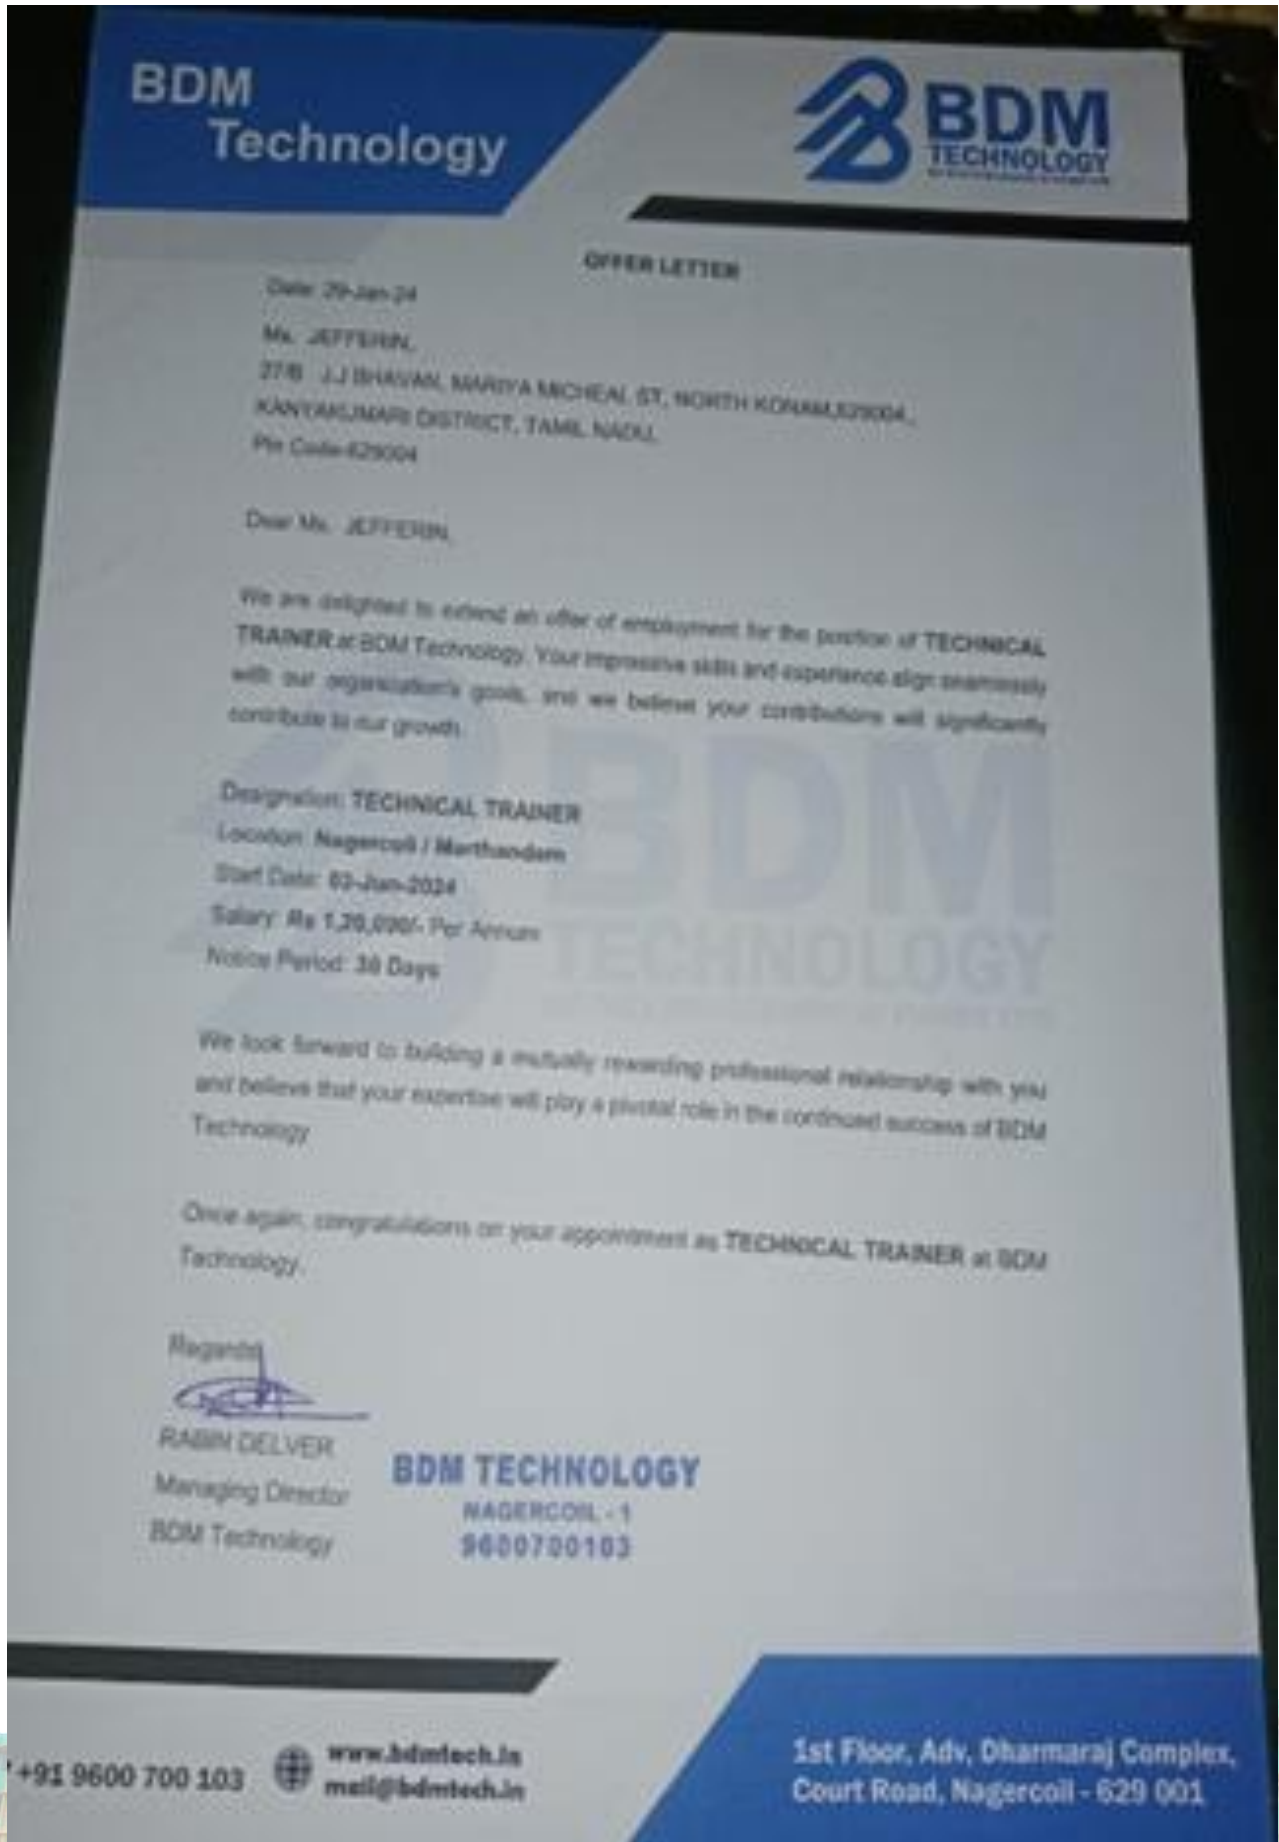 BDM
Technology
BDM
TECHNOLOGY
OFFER LETTER
Date: 29-Jan-24
Ms. JEFFERIN,
27/B J.J BHAVAN, MARIYA MICHEAL ST, NORTH KONAM,629004.,
KANYAKUMARI DISTRICT, TAMIL NADU,
Pin Code-629004
Dear Ms. JEFFERIN,
We are delighted to extend an offer of employment for the position of TECHNICAL
TRAINER at BDM Technology. Your impressive skills and experience align seamlessly
with our organization's goals, and we believe your contributions will significantly
contribute to our growth.
Designation: TECHNICAL TRAINER
Location: Nagercoil / Marthandam
Start Date: 03-Jun-2024
Salary: Rs 1,20,000/- Per Annum
Notice Period: 30 Days
BDM
TECHNOLOGY
We look forward to building a mutually rewarding professional relationship with you
and believe that your expertise will play a pivotal role in the continued success of BDM
Technology
Once again, congratulations on your appointment as TECHNICAL TRAINER at BDM
Technology.
Regards
RABIN DELVER
Managing Director
BDM Technology
BDM TECHNOLOGY
NAGERCOIL - 1
9600700103
+91 9600 700 103
www.bdmtech.in
mail@bdmtech.in
1st Floor, Adv, Dharmaraj Complex,
Court Road, Nagercoil - 629 001